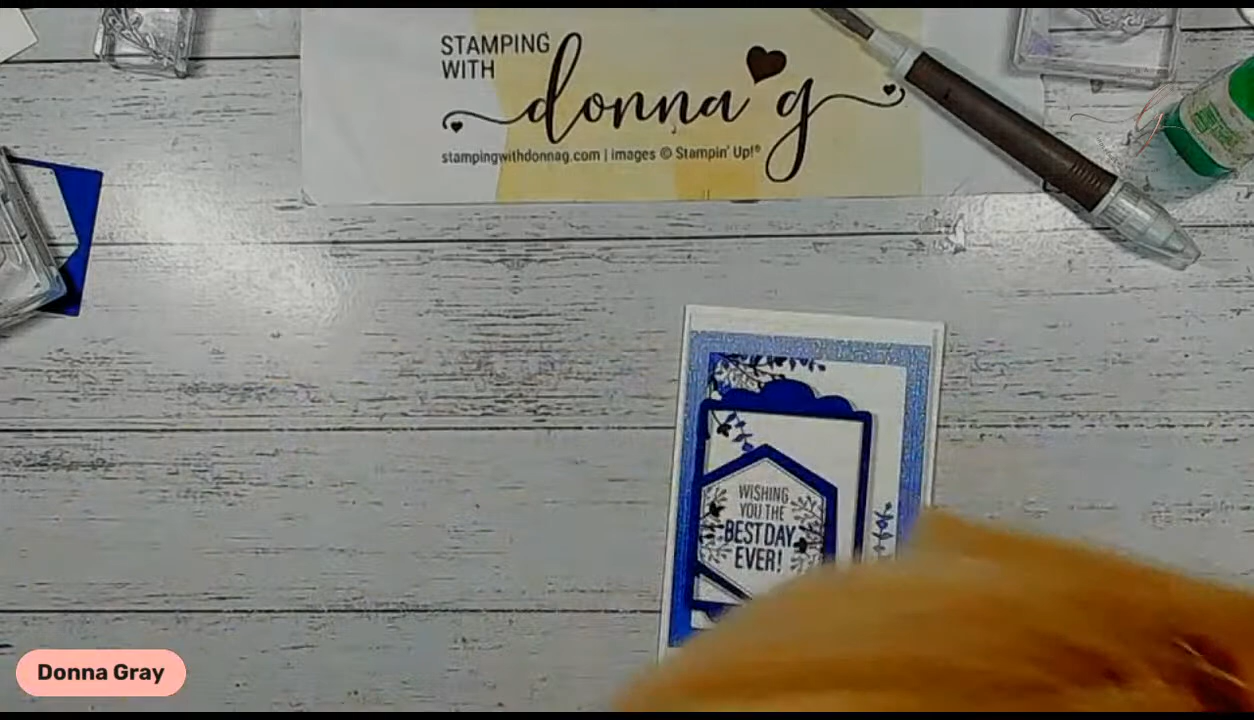 STAMPING
WITH
donna g
stampingwithdonnag.com | images © Stampin' Up!®
WISHING
YOU THE
BEST DAY
EVER!
Donna Gray